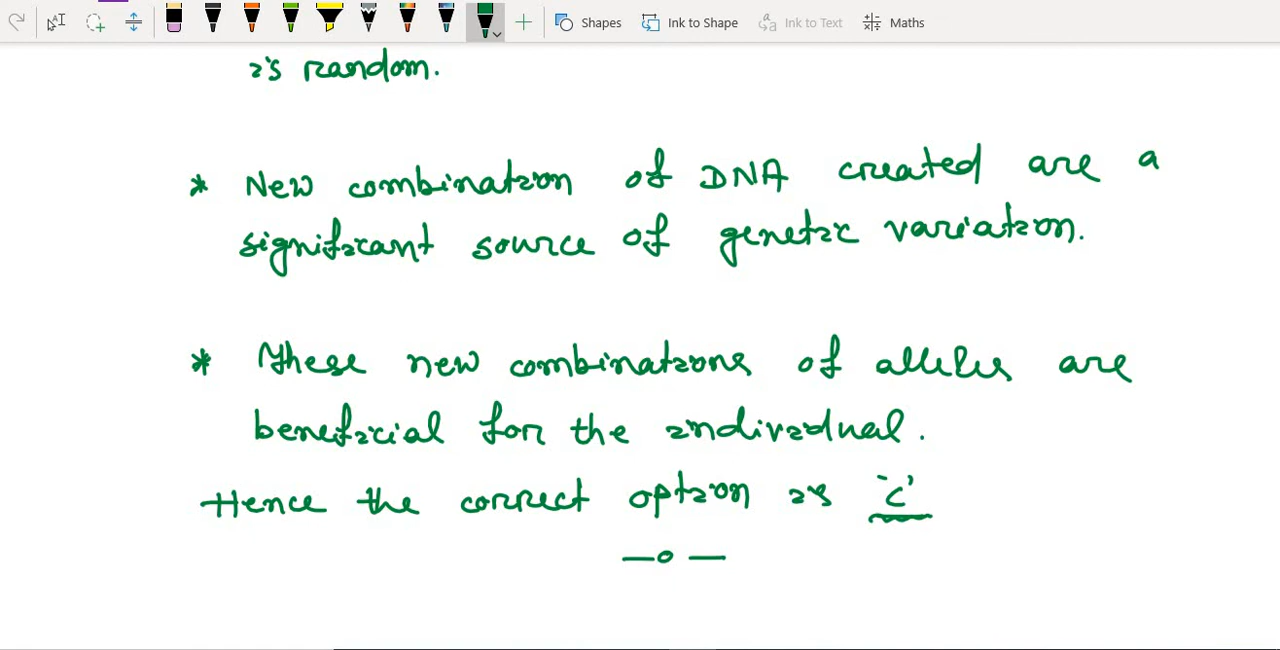 Shapes Ink to Shape Ink to Text Maths
is random.
* New combination of DNA created are a
significant source of genetic variation.
* These new combinations of alleles are
beneficial for the individual.
Hence the correct option is 'c'
—o—